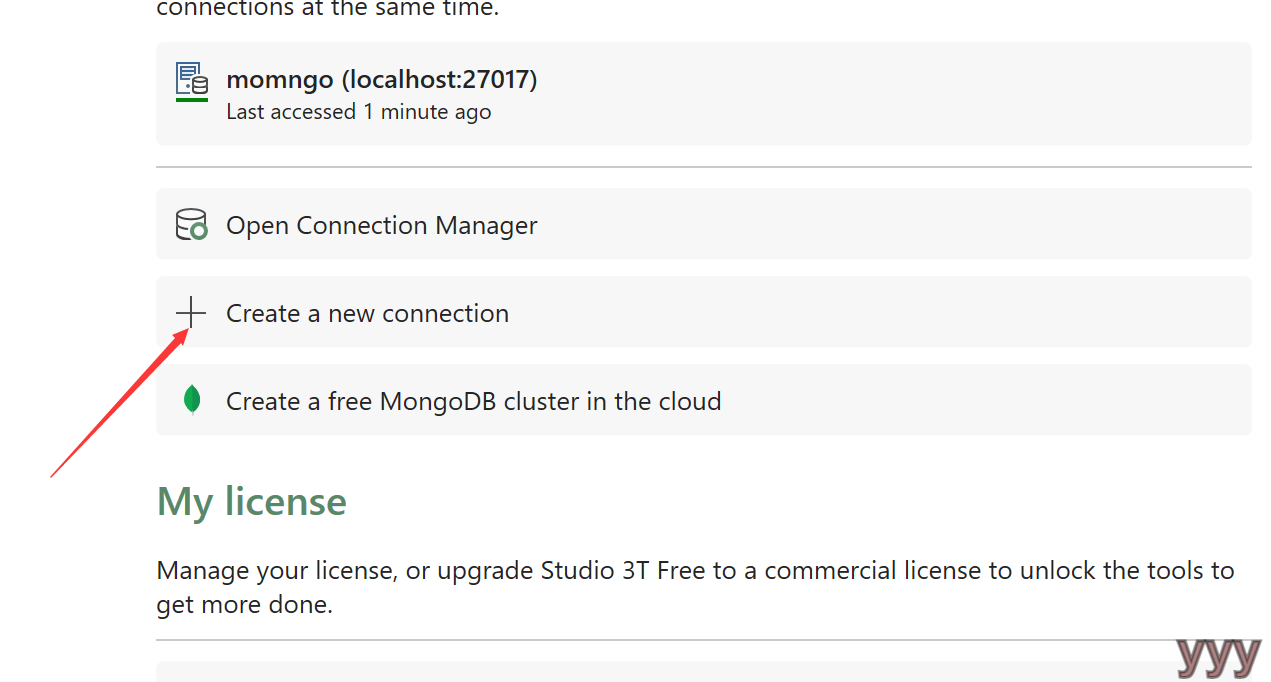 connections at the same time.
momngo (localhost:27017)
Last accessed 1 minute ago
Open Connection Manager
Create a new connection
Create a free MongoDB cluster in the cloud
My license
Manage your license, or upgrade Studio 3T Free to a commercial license to unlock the tools to
get more done.
yyy